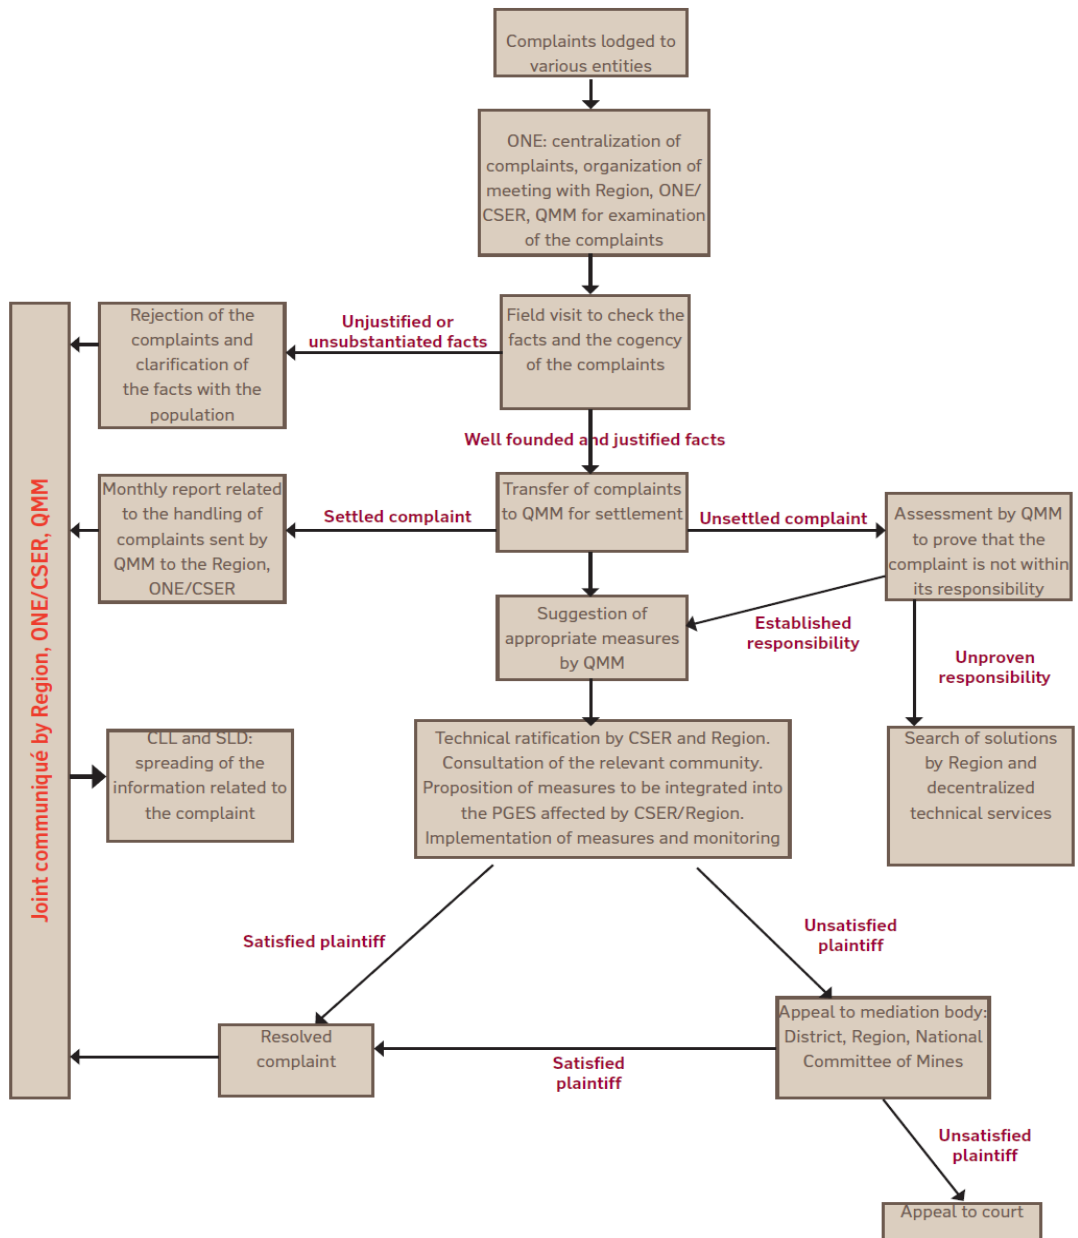 Complaints lodged to
various entities
ONE: centralization of
complaints, organization of
meeting with Region, ONE/
CSER, QMM for examination
of the complaints
Field visit to check the
facts and the cogency
of the complaints
Unjustified or
unsubstantiated facts
Rejection of the
complaints and
clarification of
the facts with the
population
Well founded and justified facts
Transfer of complaints
to QMM for settlement
Settled complaint
Monthly report related
to the handling of
complaints sent by
QMM to the Region,
ONE/CSER
Unsettled complaint
Assessment by QMM
to prove that the
complaint is not within
its responsibility
Established
responsibility
Unproven
responsibility
Suggestion of
appropriate measures
by QMM
Search of solutions
by Region and
decentralized
technical services
Technical ratification by CSER and Region.
Consultation of the relevant community.
Proposition of measures to be integrated into
the PGES affected by CSER/Region.
Implementation of measures and monitoring
CLL and SLD:
spreading of the
information related to
the complaint
Joint communiqué by Region, ONE/CSER, QMM
Satisfied plaintiff
Unsatisfied
plaintiff
Resolved
complaint
Appeal to mediation body:
District, Region, National
Committee of Mines
Satisfied
plaintiff
Unsatisfied
plaintiff
Appeal to court